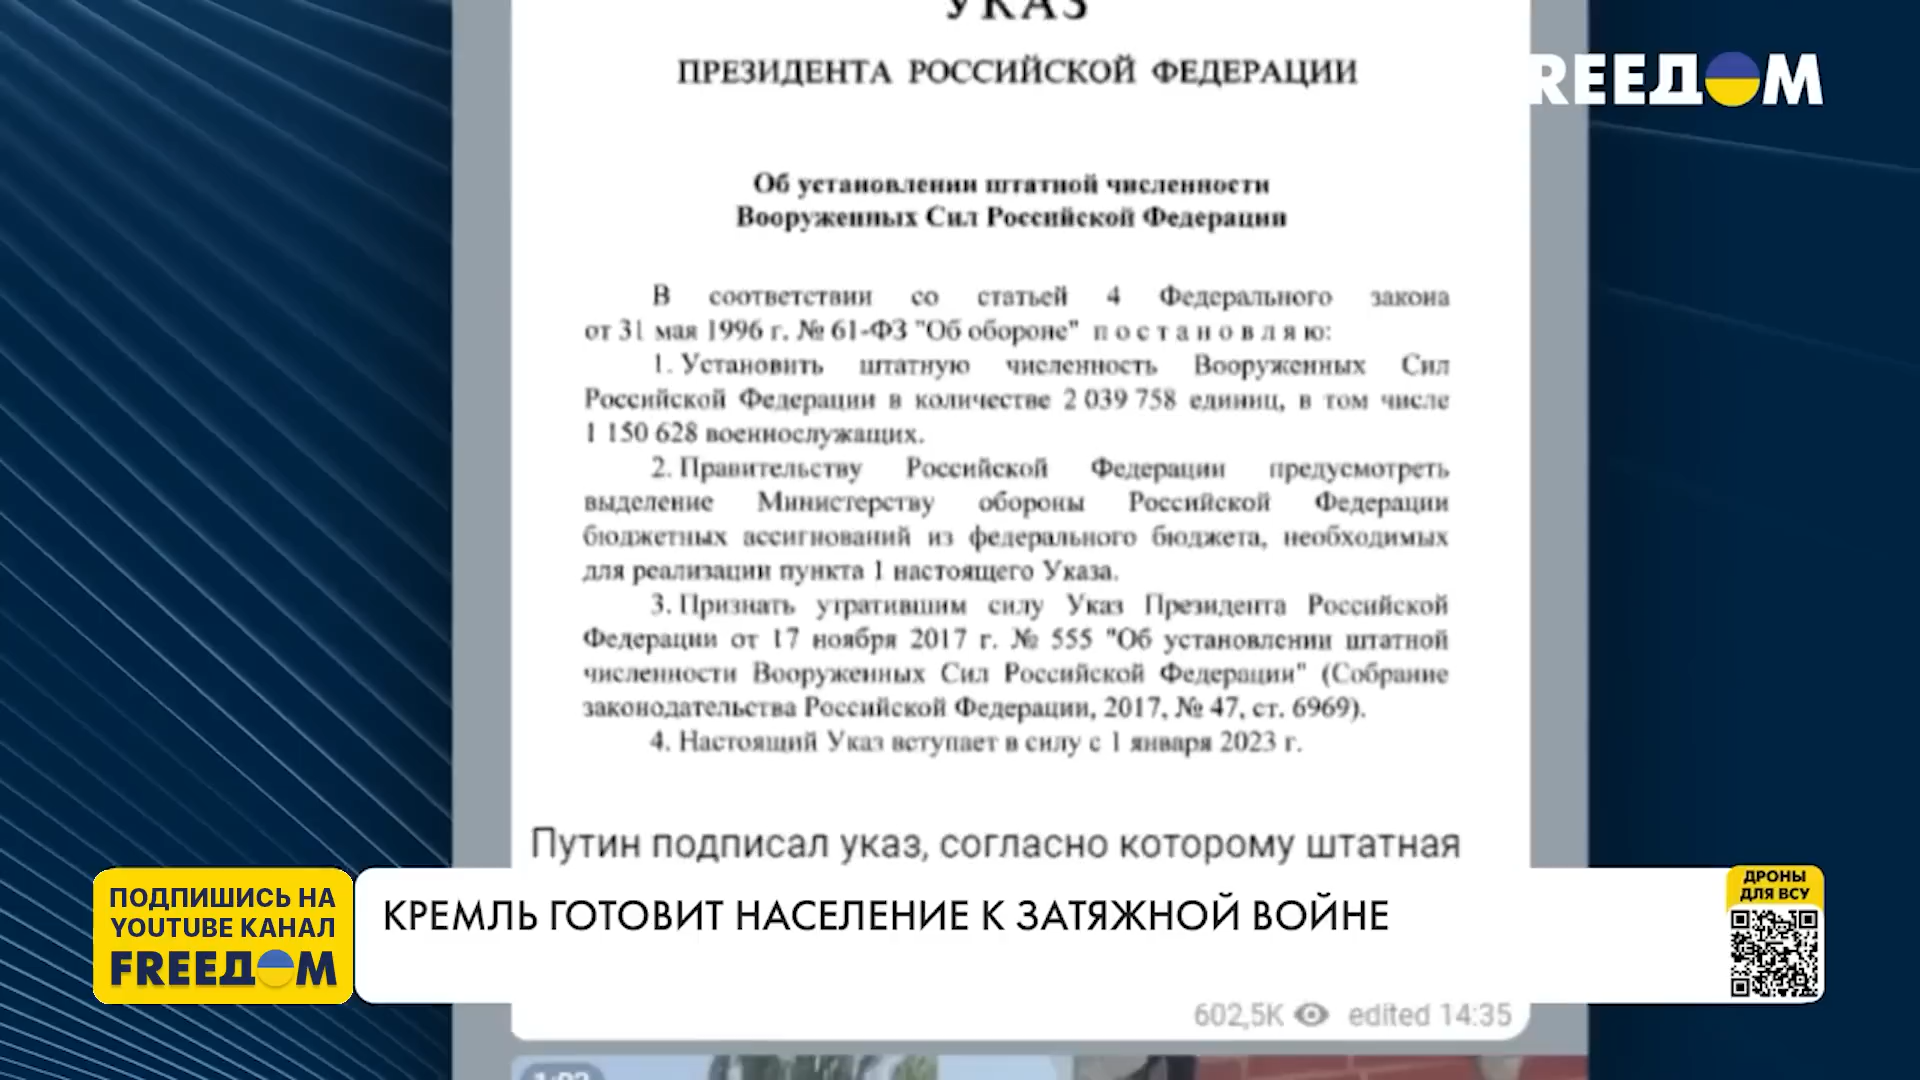 УКАЗ
ПРЕЗИДЕНТА РОССИЙСКОЙ ФЕДЕРАЦИИ
FREEДOM
Об установлении штатной численности
Вооруженных Сил Российской Федерации
В соответствии со статьей 4 Федерального закона
от 31 мая 1996 г. № 61-ФЗ "Об обороне" п о с т а н о в л я ю:
1. Установить штатную численность Вооруженных Сил
Российской Федерации в количестве 2 039 758 единиц, в том числе
1 150 628 военнослужащих.
2. Правительству Российской Федерации предусмотреть
выделение Министерству обороны Российской Федерации
бюджетных ассигнований из федерального бюджета, необходимых
для реализации пункта 1 настоящего Указа.
3. Признать утратившим силу Указ Президента Российской
Федерации от 17 ноября 2017 г. № 555 "Об установлении штатной
численности Вооруженных Сил Российской Федерации" (Собрание
законодательства Российской Федерации, 2017, № 47, ст. 6969).
4. Настоящий Указ вступает в силу с 1 января 2023 г.
Путин подписал указ, согласно которому штатная
ПОДПИШИСЬ НА
YOUTUBE КАНАЛ
FREEДOM
КРЕМЛЬ ГОТОВИТ НАСЕЛЕНИЕ К ЗАТЯЖНОЙ ВОЙНЕ
ДРОНЫ
ДЛЯ ВСУ
602,5K edited 14:35